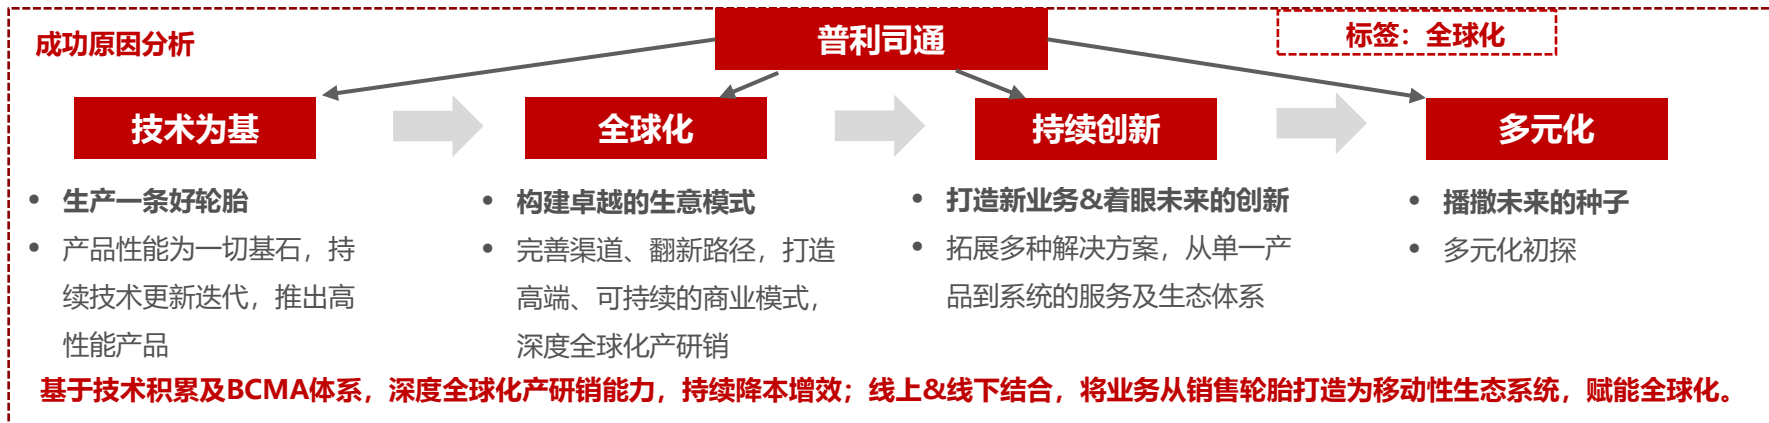 成功原因分析
普利司通
标签：全球化
技术为基
全球化
持续创新
多元化
• 生产一条好轮胎
• 产品性能为一切基石，持
续技术更新迭代，推出高
性能产品
• 构建卓越的生意模式
• 完善渠道、翻新路径，打造
高端、可持续的商业模式，
深度全球化产研销
• 打造新业务&着眼未来的创新
• 拓展多种解决方案，从单一产
品到系统的服务及生态体系
• 播撒未来的种子
• 多元化初探
基于技术积累及BCMA体系，深度全球化产研销能力，持续降本增效；线上&线下结合，将业务从销售轮胎打造为移动性生态系统，赋能全球化。